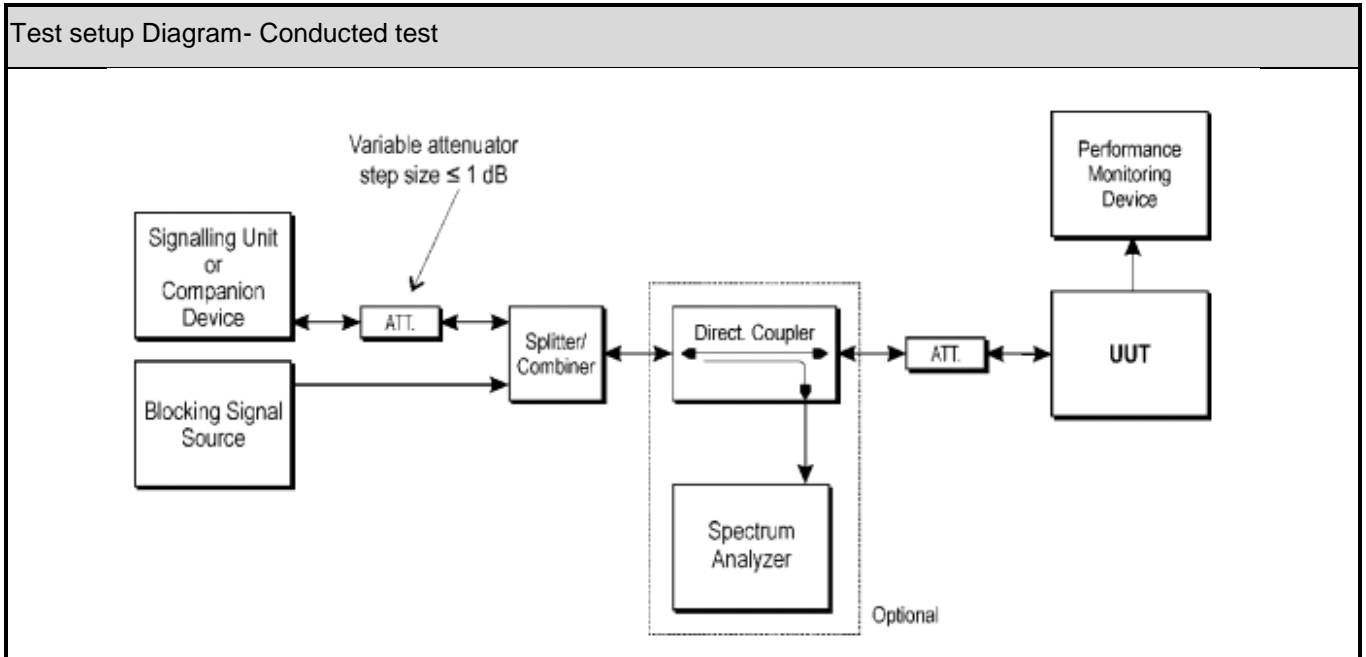 Test setup Diagram- Conducted test
Variable attenuator
step size ≤ 1 dB
Signalling Unit
or
Companion
Device
ATT.
Blocking Signal
Source
Splitter/
Combiner
Direct. Coupler
Spectrum
Analyzer
Optional
ATT.
Performance
Monitoring
Device
UUT